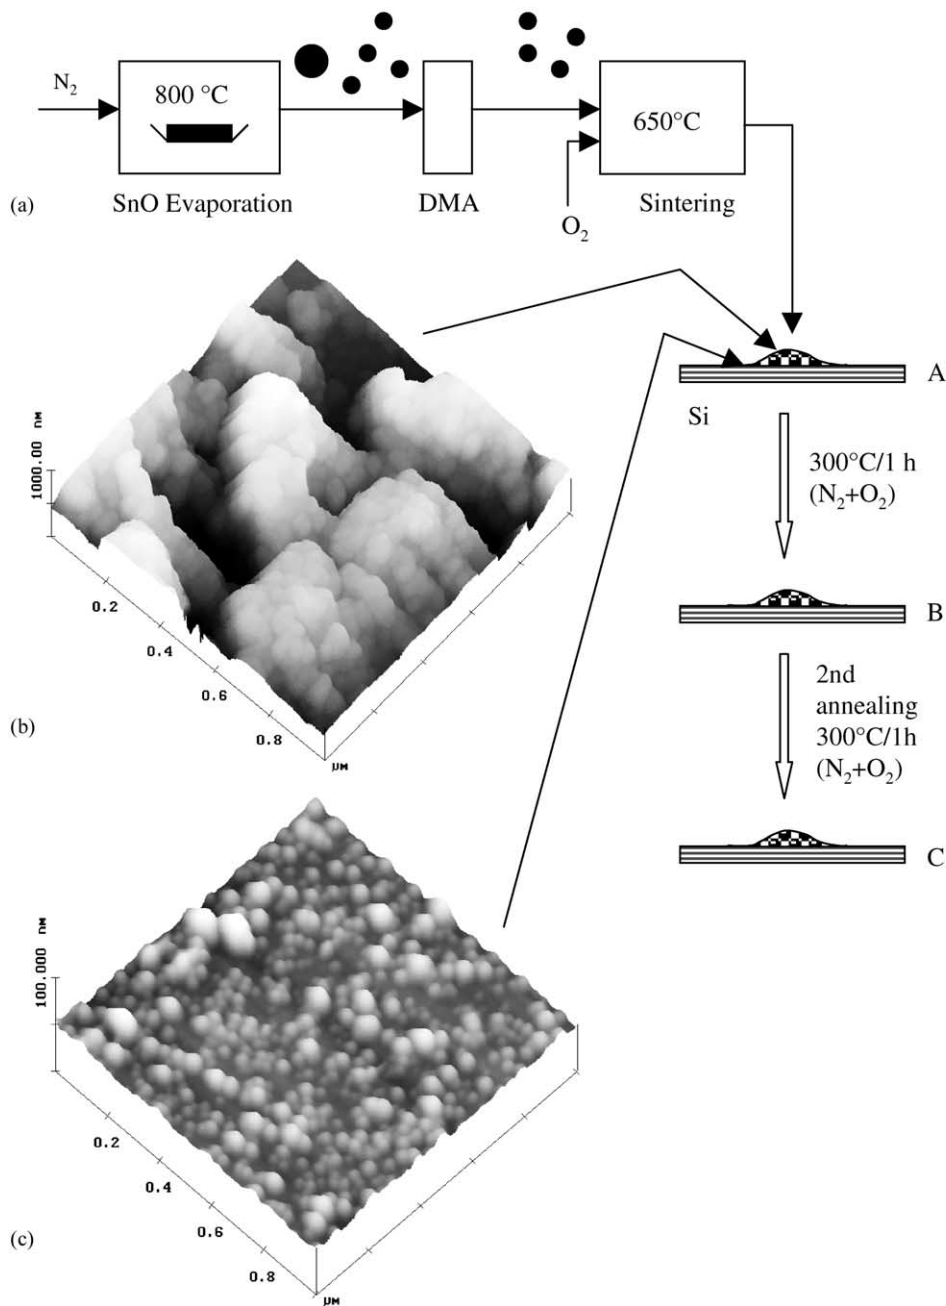 N₂
800 °C
650°C
(a)
SnO Evaporation
DMA
O₂
Sintering
A
Si
300°C/1 h
(N₂+O₂)
B
2nd
annealing
300°C/1h
(N₂+O₂)
C
1000.00 nM
0.2
0.4
0.6
0.8
µM
(b)
100.000 nM
0.2
0.4
0.6
0.8
µM
(c)